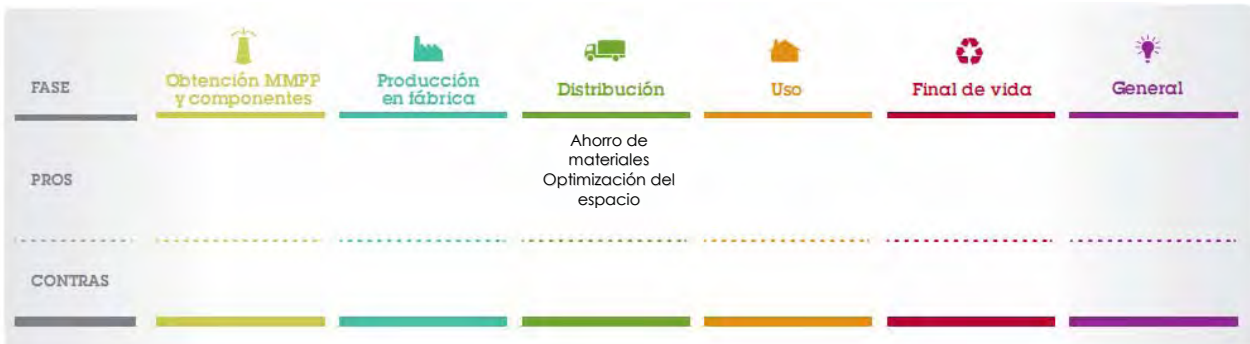 FASE
Obtención MMPP
y componentes
Producción
en fábrica
Distribución
Uso
Final de vida
General
PROS
Ahorro de
materiales
Optimización del
espacio
CONTRAS